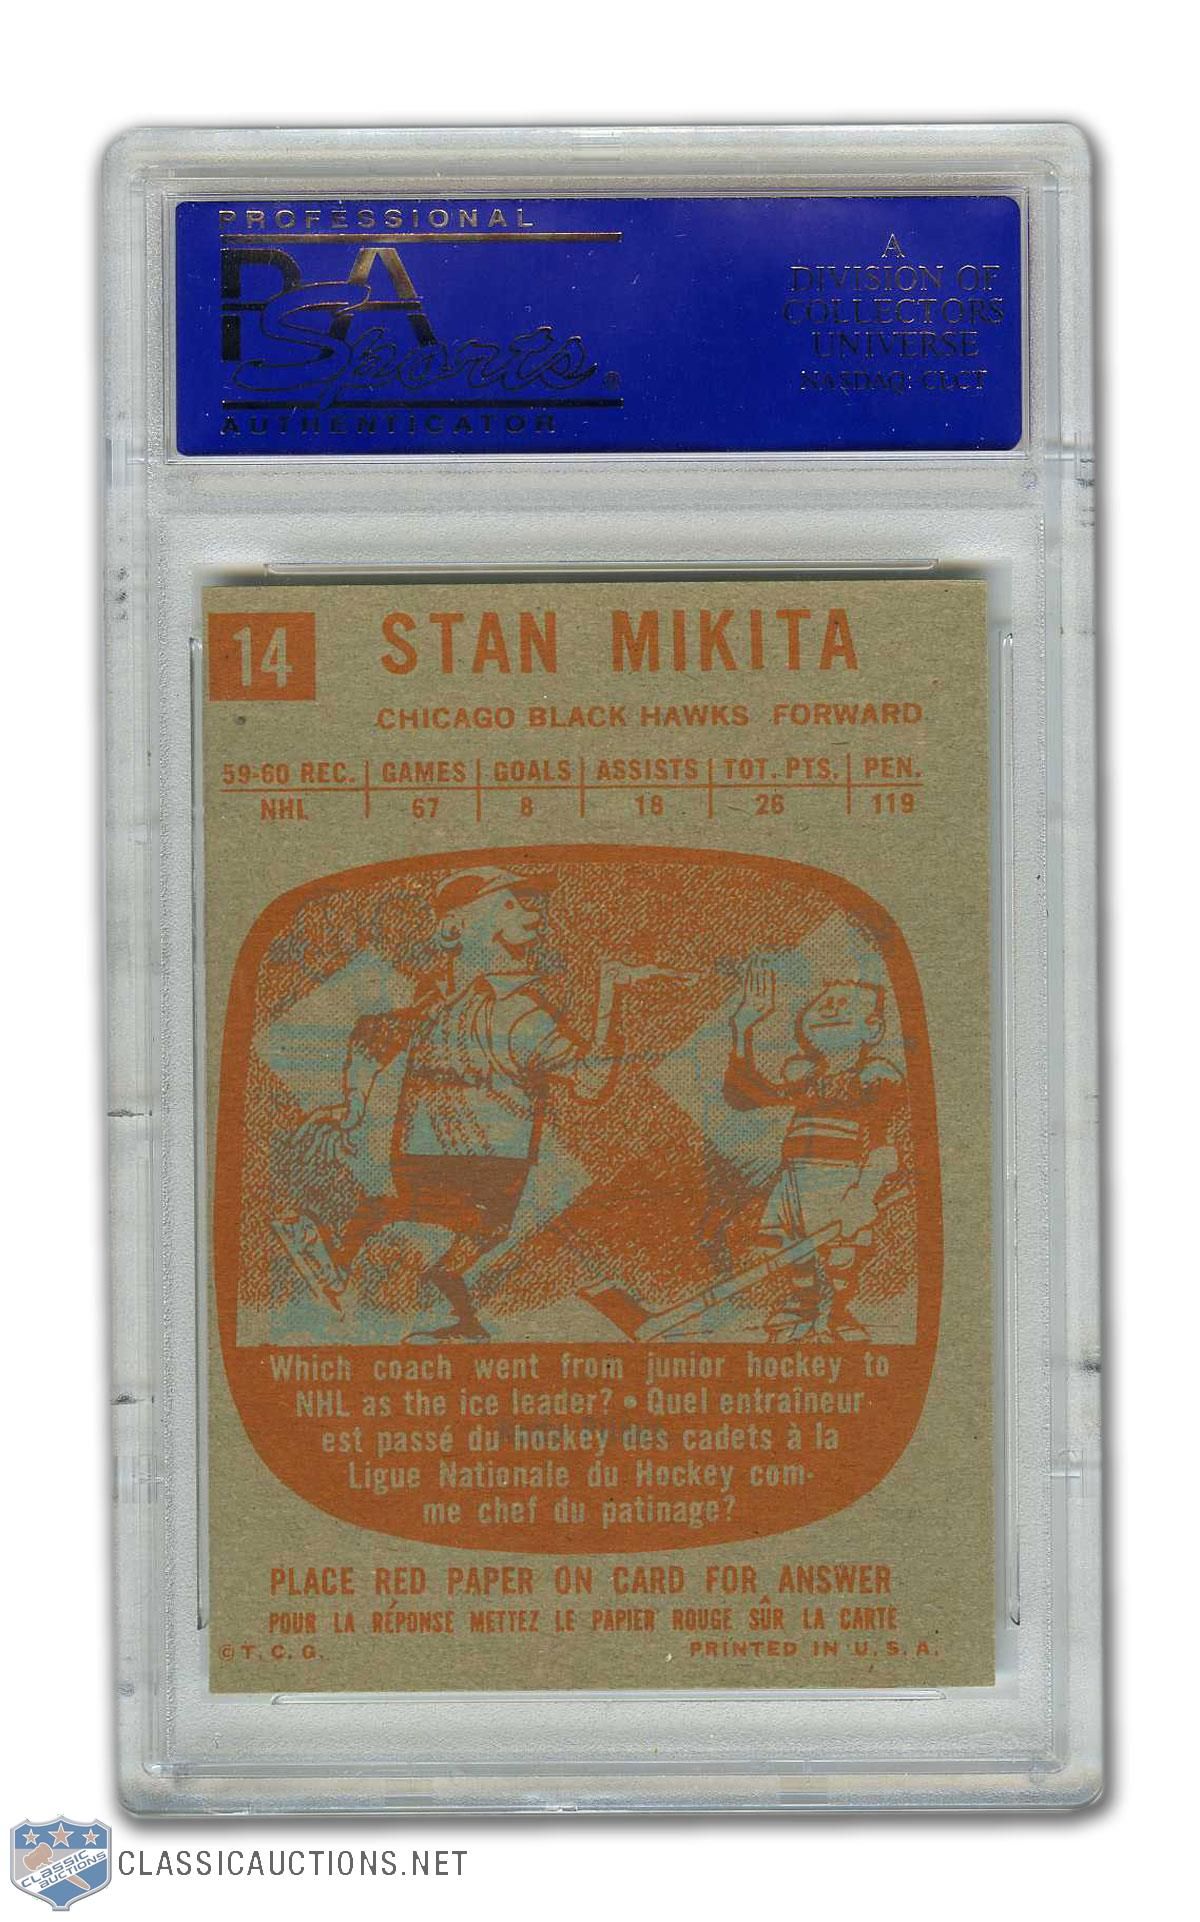 PROFESSIONAL
PSA
Sports®
AUTHENTICATOR
A
DIVISION OF
COLLECTORS
UNIVERSE
NASDAQ: CLCT
14
STAN MIKITA
CHICAGO BLACK HAWKS FORWARD
59-60 REC. GAMES GOALS ASSISTS TOT. PTS. PEN.
NHL 67 8 18 26 119
Which coach went from junior hockey to
NHL as the ice leader? • Quel entraîneur
est passé du hockey des cadets à la
Ligue Nationale du Hockey com-
me chef du patinage?
PLACE RED PAPER ON CARD FOR ANSWER
POUR LA RÉPONSE METTEZ LE PAPIER ROUGE SÛR LA CARTE
© T. C. G. PRINTED IN U. S. A.
CLASSIC
AUCTIONS
CLASSICAUCTIONS.NET